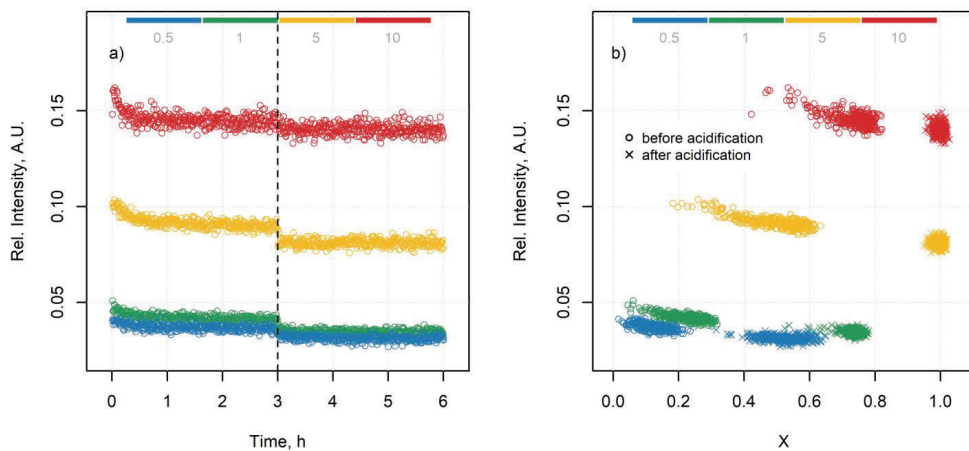 0.5 1 5 10
a)
0.15
0.10
0.05
Rel. Intensity, A.U.
0 1 2 3 4 5 6
Time, h
0.5 1 5 10
b)
before acidification
after acidification
0.15
0.10
0.05
Rel. Intensity, A.U.
0.0 0.2 0.4 0.6 0.8 1.0
X